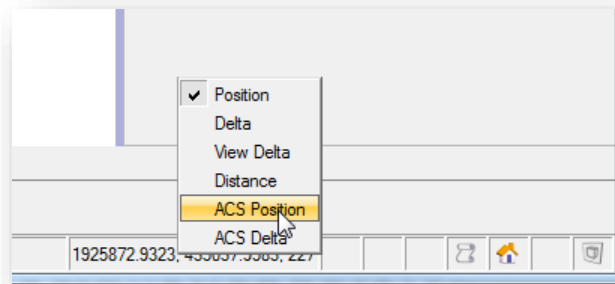 Position
Delta
View Delta
Distance
ACS Position
ACS Delta
1925872.9323,